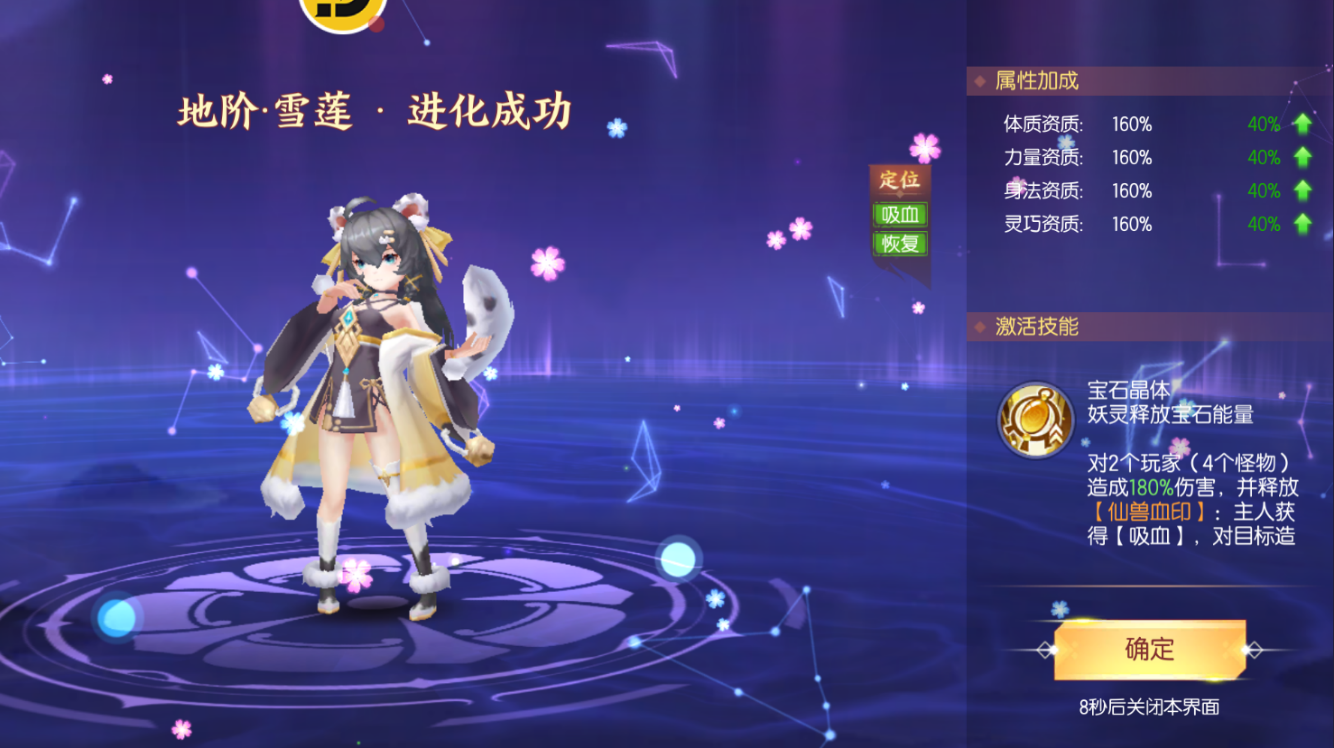 地阶·雪莲 · 进化成功
定位
吸血
恢复
属性加成
体质资质: 160% 40%
力量资质: 160% 40%
身法资质: 160% 40%
灵巧资质: 160% 40%
激活技能
宝石晶体
妖灵释放宝石能量
对2个玩家（4个怪物）
造成180%伤害，并释放
【仙兽血印】：主人获
得【吸血】，对目标造
确定
8秒后关闭本界面